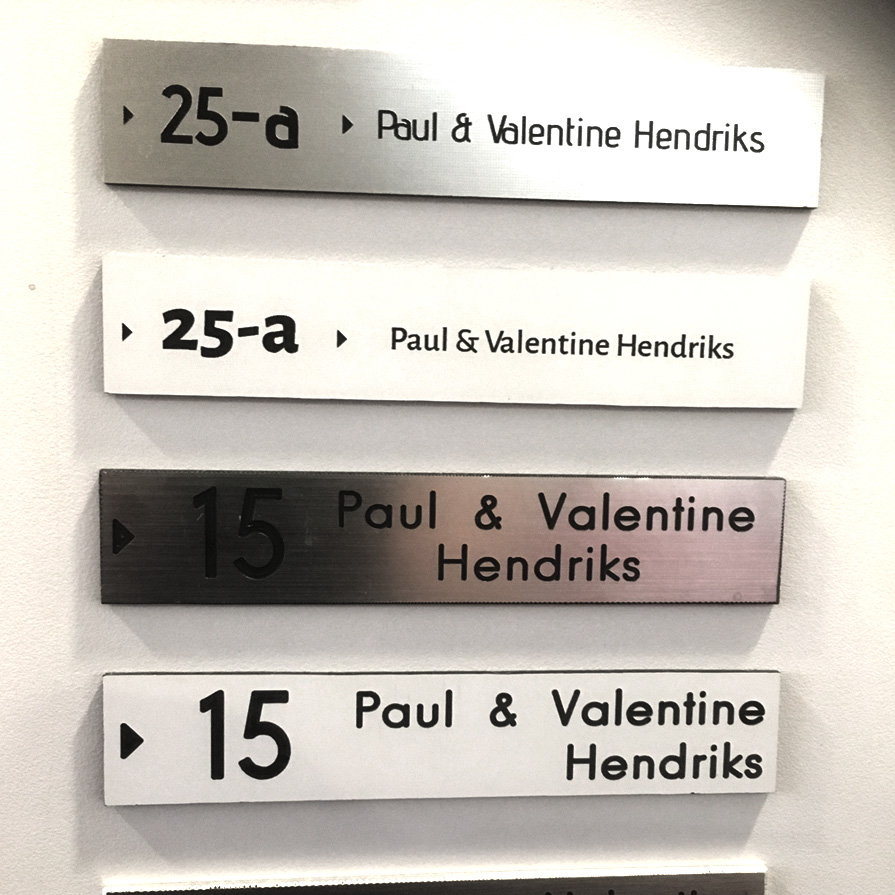 25-a Paul & Valentine Hendriks
25-a Paul & Valentine Hendriks
15 Paul & Valentine
Hendriks
15 Paul & Valentine
Hendriks